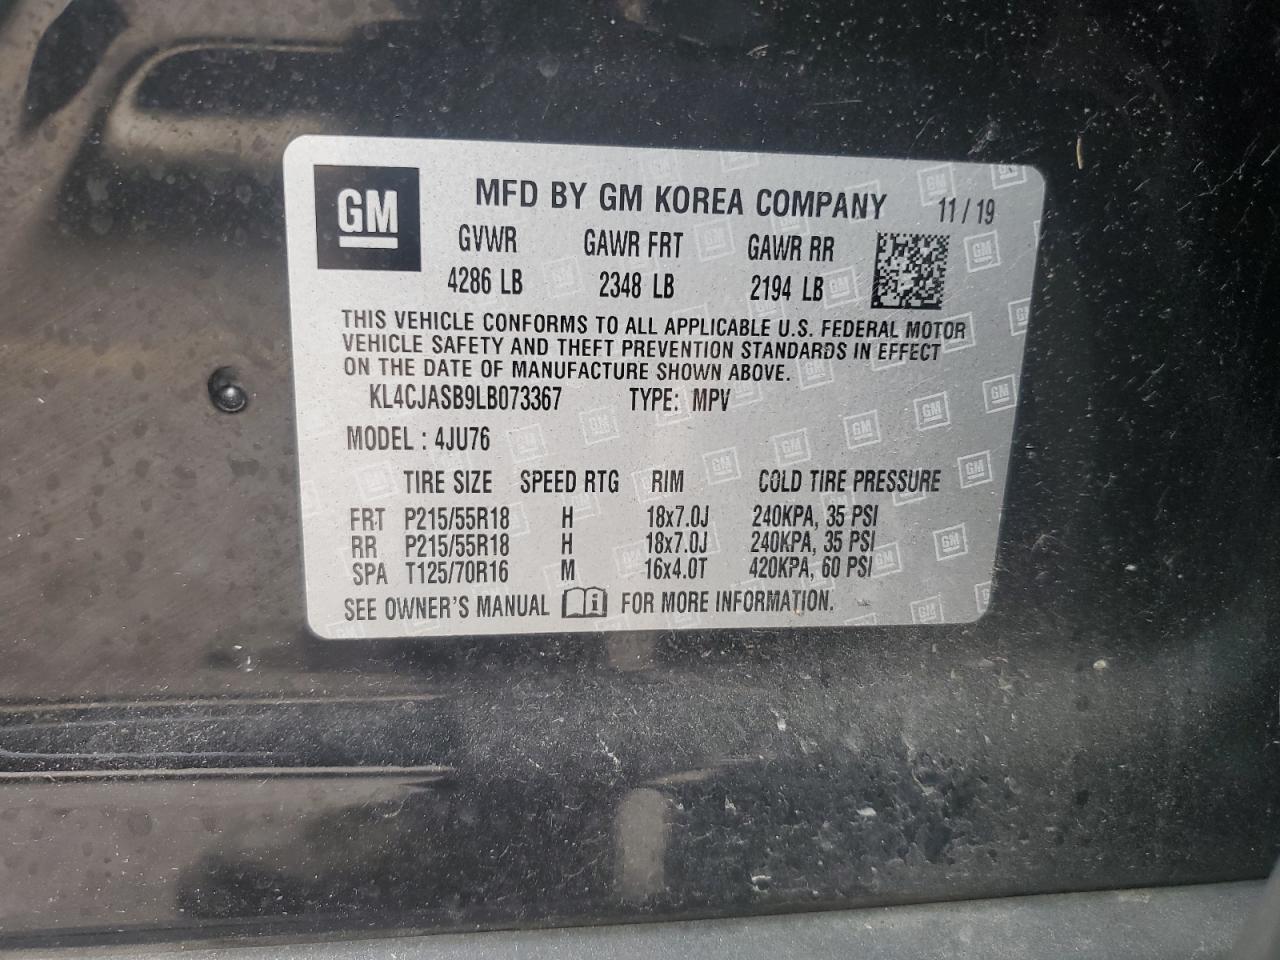 GM
MFD BY GM KOREA COMPANY 11/19
GVWR GAWR FRT GAWR RR
4286 LB 2348 LB 2194 LB
THIS VEHICLE CONFORMS TO ALL APPLICABLE U.S. FEDERAL MOTOR
VEHICLE SAFETY AND THEFT PREVENTION STANDARDS IN EFFECT
ON THE DATE OF MANUFACTURE SHOWN ABOVE.
KL4CJASB9LB073367 TYPE: MPV
MODEL : 4JU76
TIRE SIZE SPEED RTG RIM COLD TIRE PRESSURE
FRT P215/55R18 H 18x7.0J 240KPA, 35 PSI
RR P215/55R18 H 18x7.0J 240KPA, 35 PSI
SPA T125/70R16 M 16x4.0T 420KPA, 60 PSI
SEE OWNER'S MANUAL i FOR MORE INFORMATION.